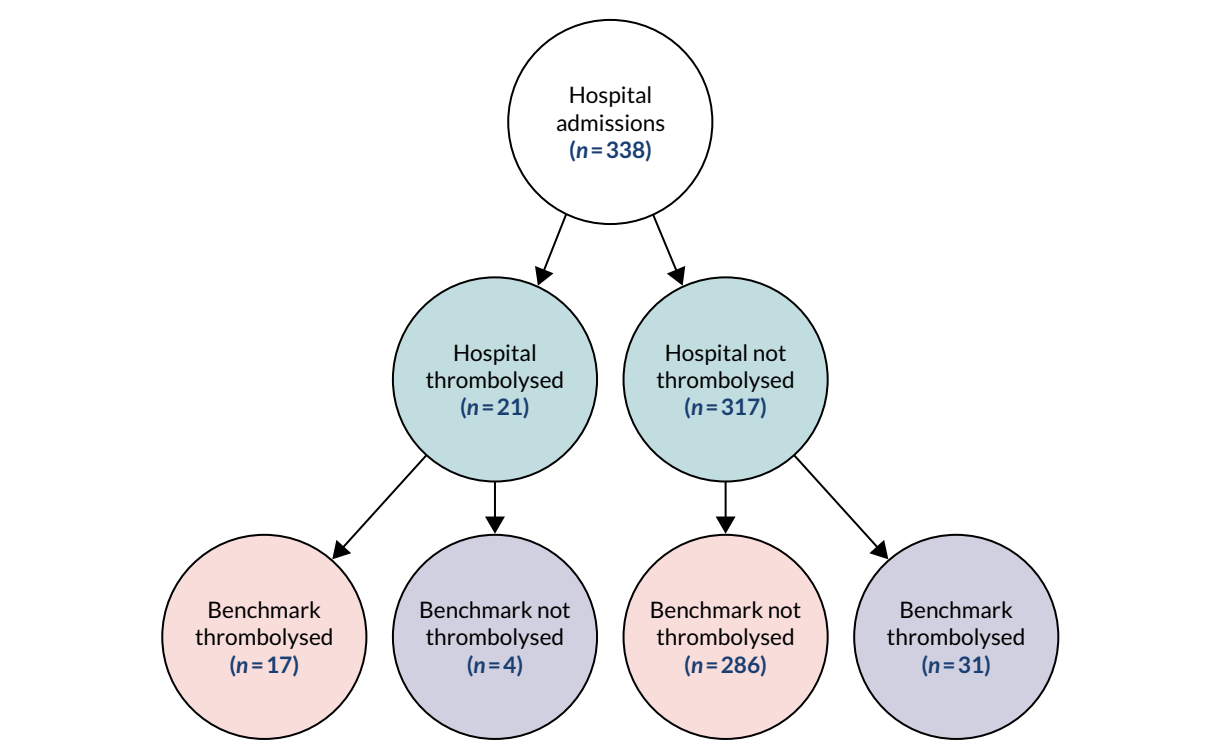 Hospital
admissions
(n=338)
Hospital
thrombolysed
(n=21)
Hospital not
thrombolysed
(n=317)
Benchmark
thrombolysed
(n=17)
Benchmark not
thrombolysed
(n=4)
Benchmark not
thrombolysed
(n=286)
Benchmark
thrombolysed
(n=31)